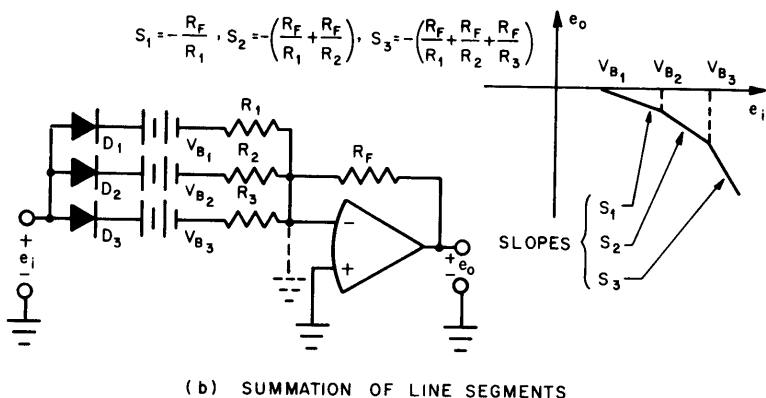 S1 = -RF/R1 , S2 = -(RF/R1 + RF/R2), S3 = -(RF/R1 + RF/R2 + RF/R3)
eo
VB1 VB2 VB3
ei
R1
D1 VB1
R2 RF
D2 VB2
R3
D3 VB3
-
+
+ ei -
+ eo -
SLOPES { S1 S2 S3
(b) SUMMATION OF LINE SEGMENTS